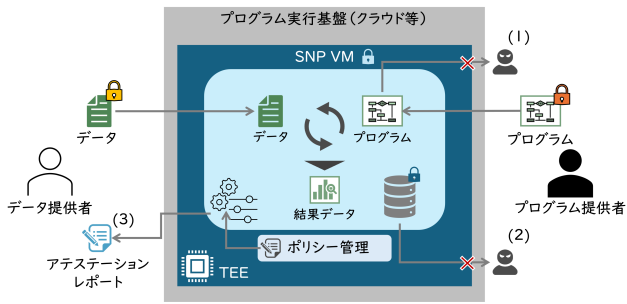 プログラム実行基盤(クラウド等)
SNP VM
(1)
データ
データ
プログラム
プログラム
データ提供者
プログラム提供者
結果データ
(3)
(2)
ポリシー管理
アテステーション
レポート
TEE